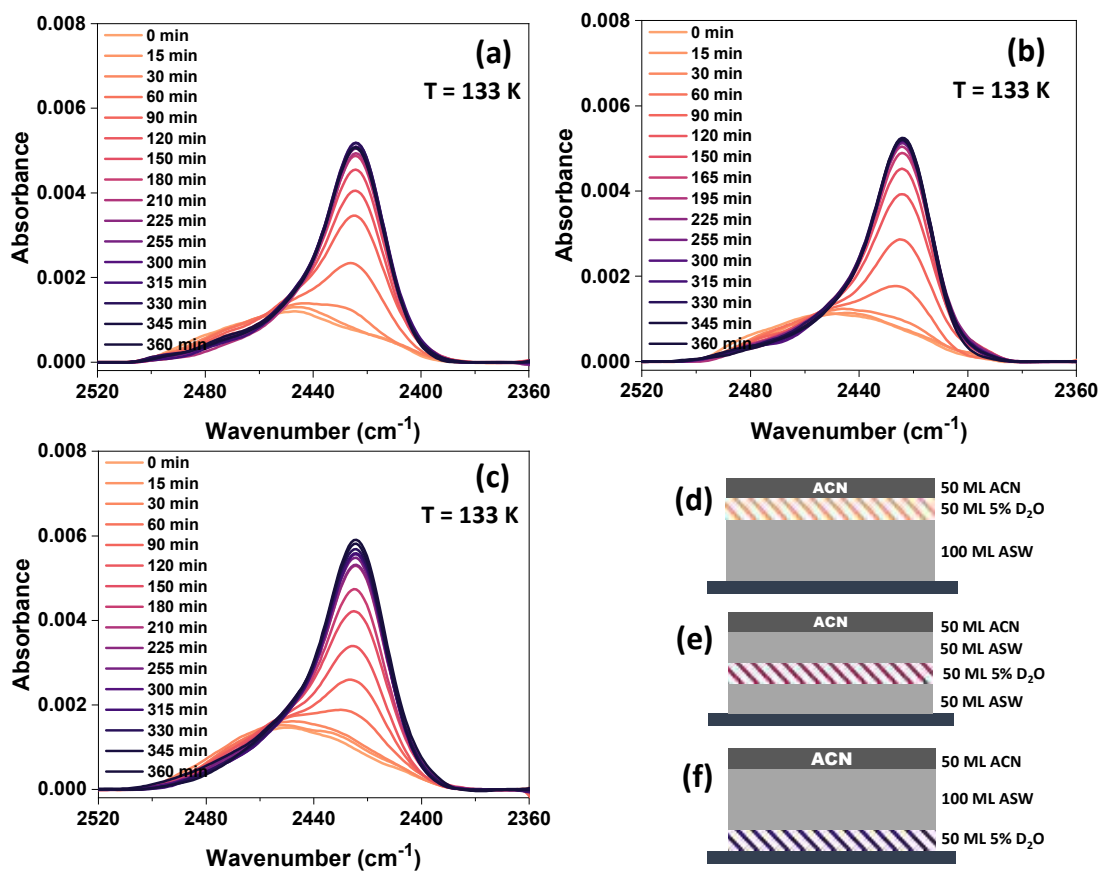 0.008
0.006
0.004
0.002
0.000
2520
2480
2440
2400
2360
Absorbance
Wavenumber (cm⁻¹)
0 min
15 min
30 min
60 min
90 min
120 min
150 min
180 min
210 min
225 min
255 min
300 min
315 min
330 min
345 min
360 min
(a)
T = 133 K
0.008
0.006
0.004
0.002
0.000
2520
2480
2440
2400
2360
Absorbance
Wavenumber (cm⁻¹)
0 min
15 min
30 min
60 min
90 min
120 min
150 min
165 min
195 min
225 min
255 min
300 min
315 min
330 min
345 min
360 min
(b)
T = 133 K
0.008
0.006
0.004
0.002
0.000
2520
2480
2440
2400
2360
Absorbance
Wavenumber (cm⁻¹)
0 min
15 min
30 min
60 min
90 min
120 min
150 min
180 min
210 min
225 min
255 min
300 min
315 min
330 min
345 min
360 min
(c)
T = 133 K
(d)
ACN
50 ML ACN
50 ML 5% D₂O
100 ML ASW
(e)
ACN
50 ML ACN
50 ML ASW
50 ML 5% D₂O
50 ML ASW
(f)
ACN
50 ML ACN
100 ML ASW
50 ML 5% D₂O